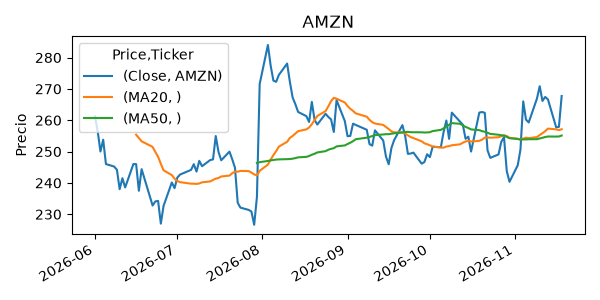 AMZN
Price,Ticker
(Close, AMZN)
(MA20, )
(MA50, )
Precio
280
270
260
250
240
230
2026-06
2026-07
2026-08
2026-09
2026-10
2026-11